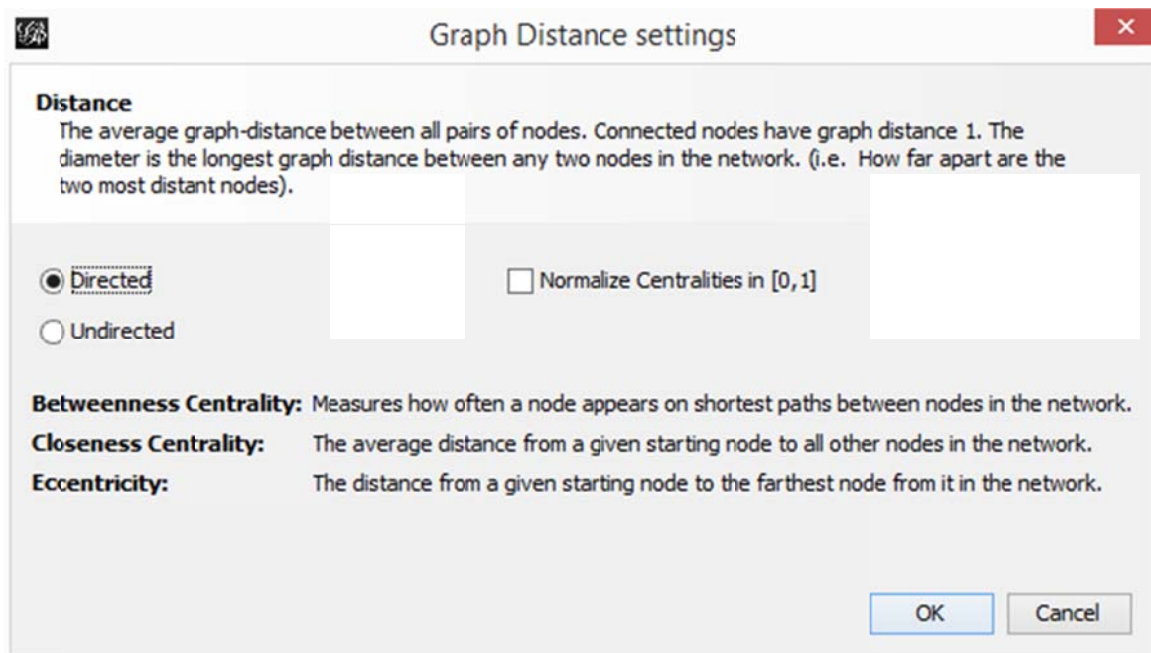 Graph Distance settings
Distance
The average graph-distance between all pairs of nodes. Connected nodes have graph distance 1. The
diameter is the longest graph distance between any two nodes in the network. (i.e. How far apart are the
two most distant nodes).
Directed
Normalize Centralities in [0,1]
Undirected
Betweenness Centrality: Measures how often a node appears on shortest paths between nodes in the network.
Closeness Centrality: The average distance from a given starting node to all other nodes in the network.
Eccentricity: The distance from a given starting node to the farthest node from it in the network.
OK Cancel